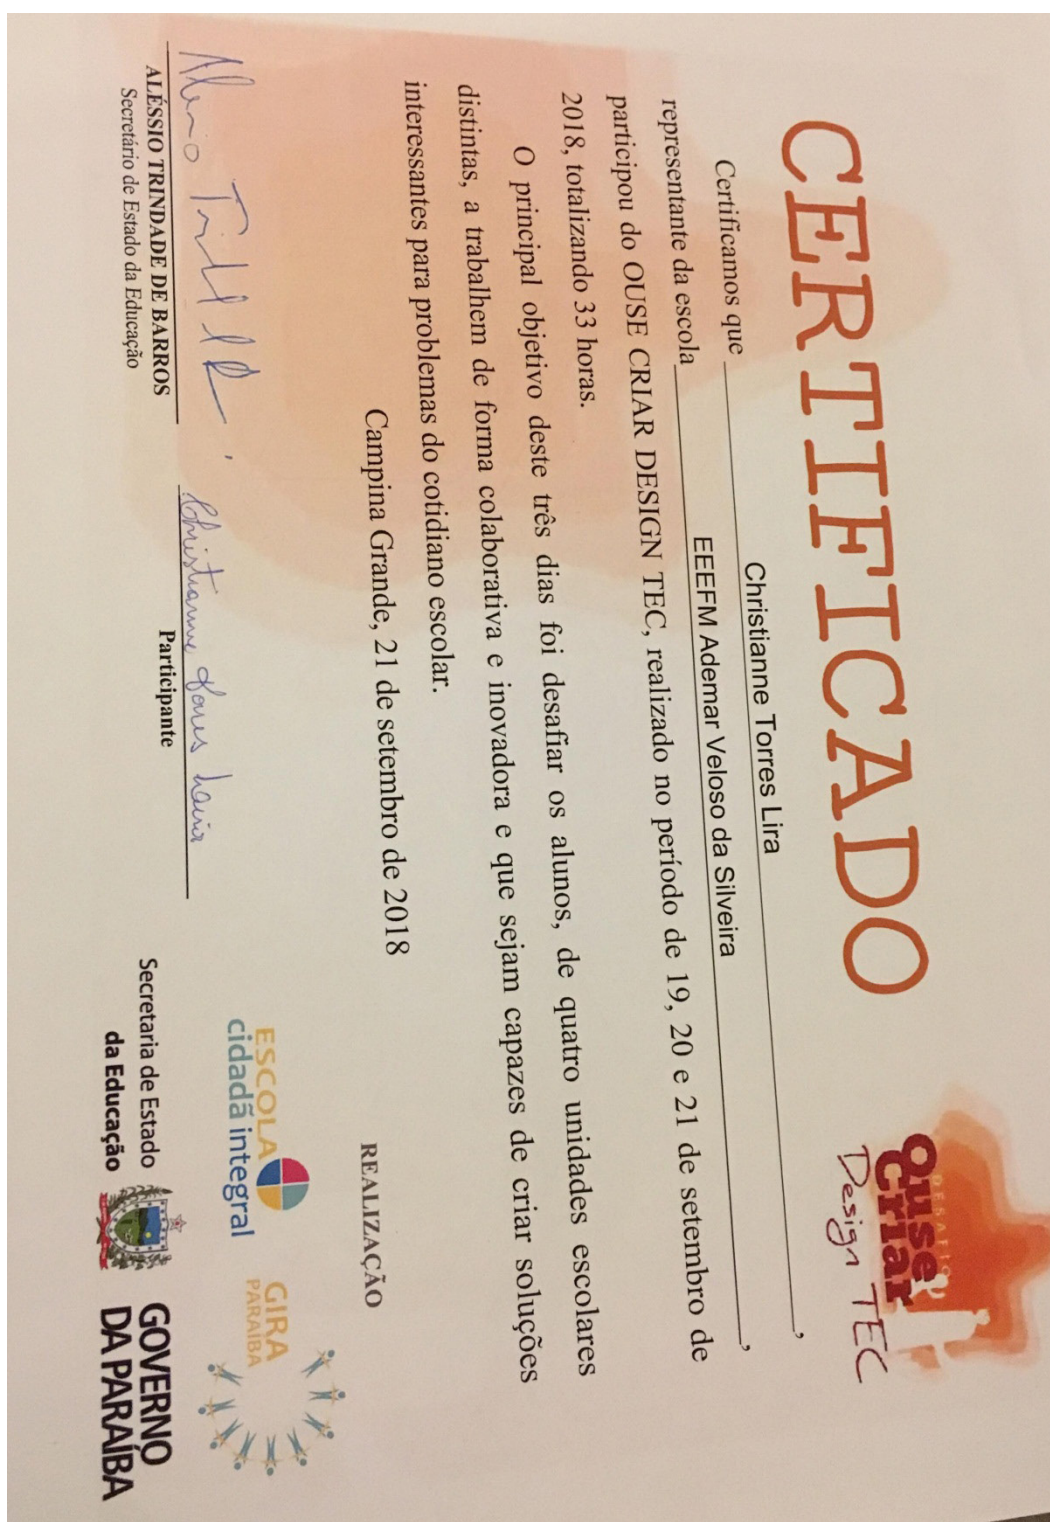 CERTIFICADO
DESAFIO
Ouse
Criar
Design TEC
Certificamos que Christianne Torres Lira,
representante da escola EEEFM Ademar Veloso da Silveira,
participou do OUSE CRIAR DESIGN TEC, realizado no período de 19, 20 e 21 de setembro de
2018, totalizando 33 horas.
O principal objetivo deste três dias foi desafiar os alunos, de quatro unidades escolares
distintas, a trabalhem de forma colaborativa e inovadora e que sejam capazes de criar soluções
interessantes para problemas do cotidiano escolar.
Campina Grande, 21 de setembro de 2018
REALIZAÇÃO
ALÉSSIO TRINDADE DE BARROS
Secretário de Estado da Educação
Christianne Torres Lira
Participante
ESCOLA
cidadã integral
GIRA
PARAÍBA
Secretaria de Estado
da Educação
GOVERNO
DA PARAÍBA